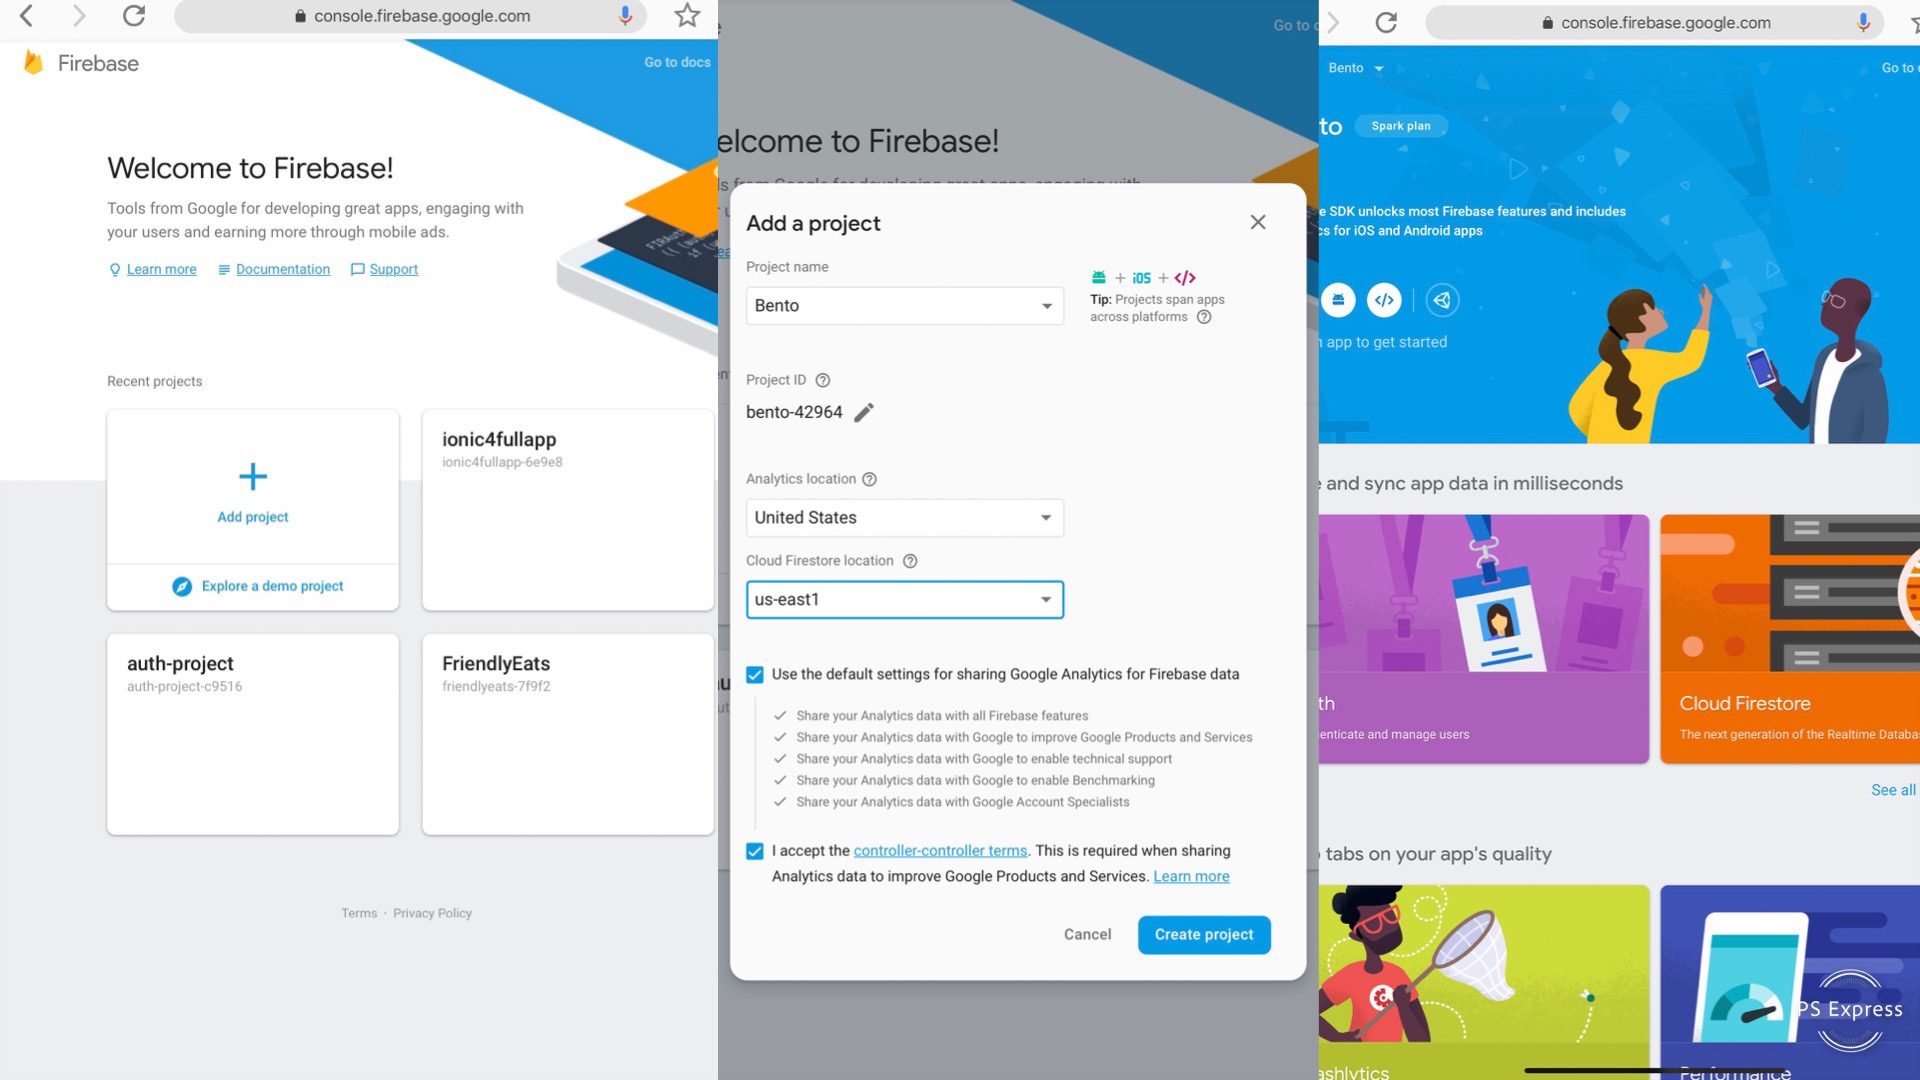 console.firebase.google.com
Firebase
Go to docs
Welcome to Firebase!
Tools from Google for developing great apps, engaging with
your users and earning more through mobile ads.
Learn more Documentation Support
Recent projects
Add project
Explore a demo project
ionic4fullapp
ionic4fullapp-6e9e8
auth-project
auth-project-c9516
FriendlyEats
friendlyeats-7f9f2
Terms · Privacy Policy
Go to
elcome to Firebase!
Add a project
Project name
Bento
+ iOS + </>
Tip: Projects span apps
across platforms
Project ID
bento-42964
Analytics location
United States
Cloud Firestore location
us-east1
Use the default settings for sharing Google Analytics for Firebase data
Share your Analytics data with all Firebase features
Share your Analytics data with Google to improve Google Products and Services
Share your Analytics data with Google to enable technical support
Share your Analytics data with Google to enable Benchmarking
Share your Analytics data with Google Account Specialists
I accept the controller-controller terms. This is required when sharing
Analytics data to improve Google Products and Services. Learn more
Cancel Create project
console.firebase.google.com
Bento
Go to
to Spark plan
e SDK unlocks most Firebase features and includes
cs for iOS and Android apps
</>
app to get started
and sync app data in milliseconds
th
enticate and manage users
Cloud Firestore
The next generation of the Realtime Databa
See all
tabs on your app's quality
ashlytics
Performance
PS Express